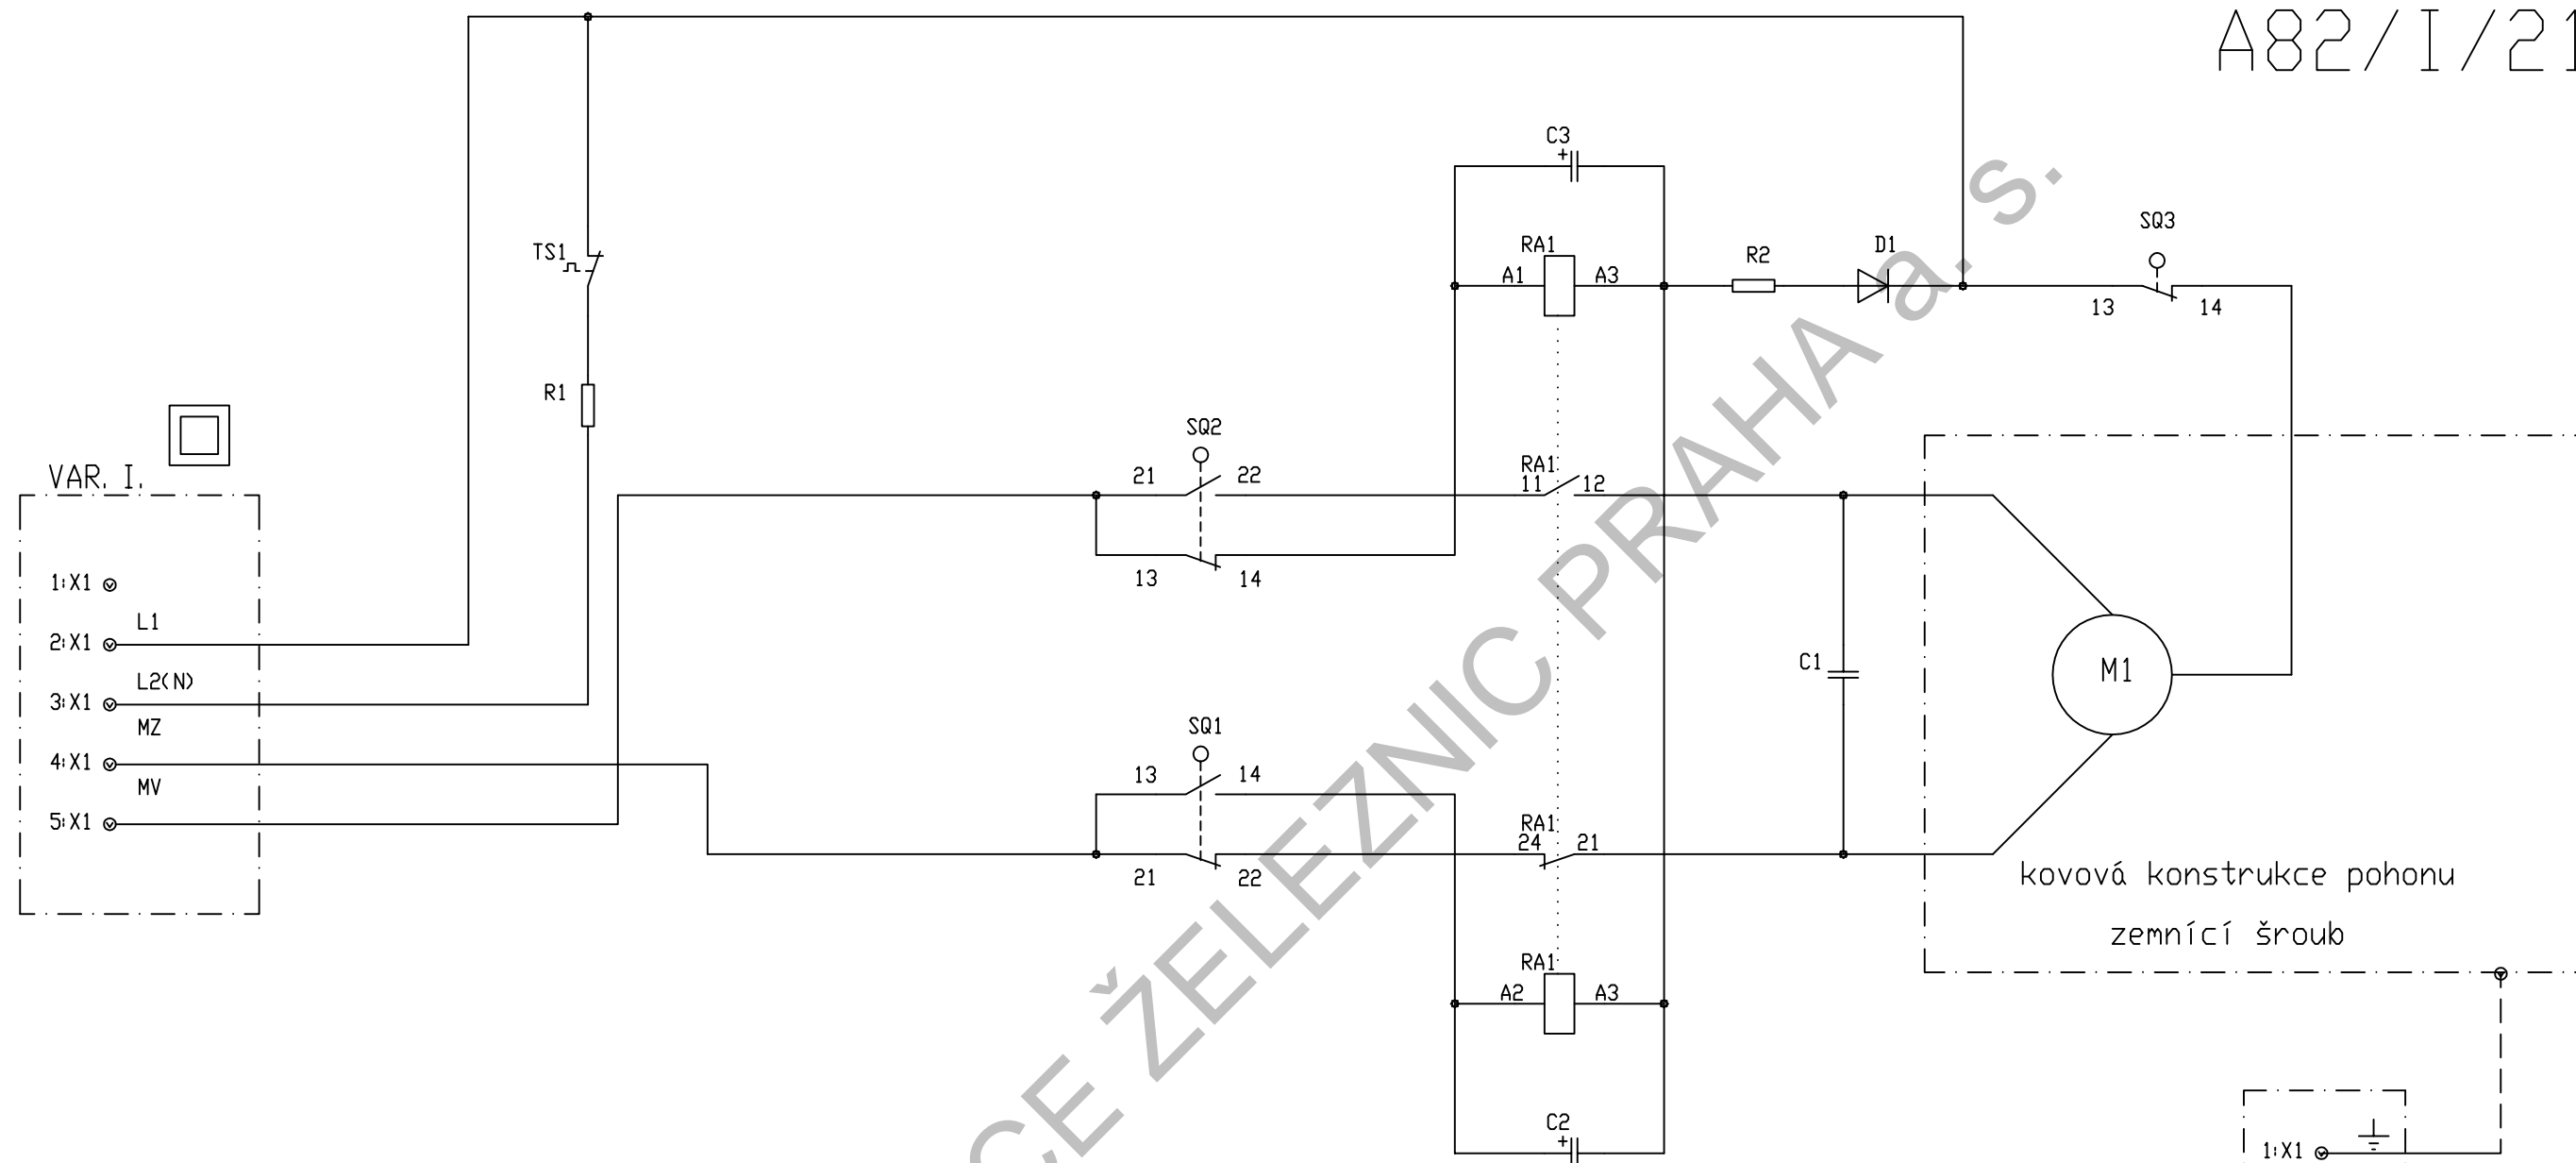 A82/I/21
C3
+
RA1
A1
A3
R2
D1
SQ3
13
14
TS1
R1
SQ2
21
22
13
14
RA1
11
12
VAR. I.
1:X1
L1
2:X1
L2(N)
3:X1
MZ
4:X1
MV
5:X1
C1
M1
SQ1
13
14
21
22
RA1
24
21
kovová konstrukce pohonu
zemnící šroub
RA1
A2
A3
C2
+
1:X1
CE ŽELEZNIC PRAHA a. s.